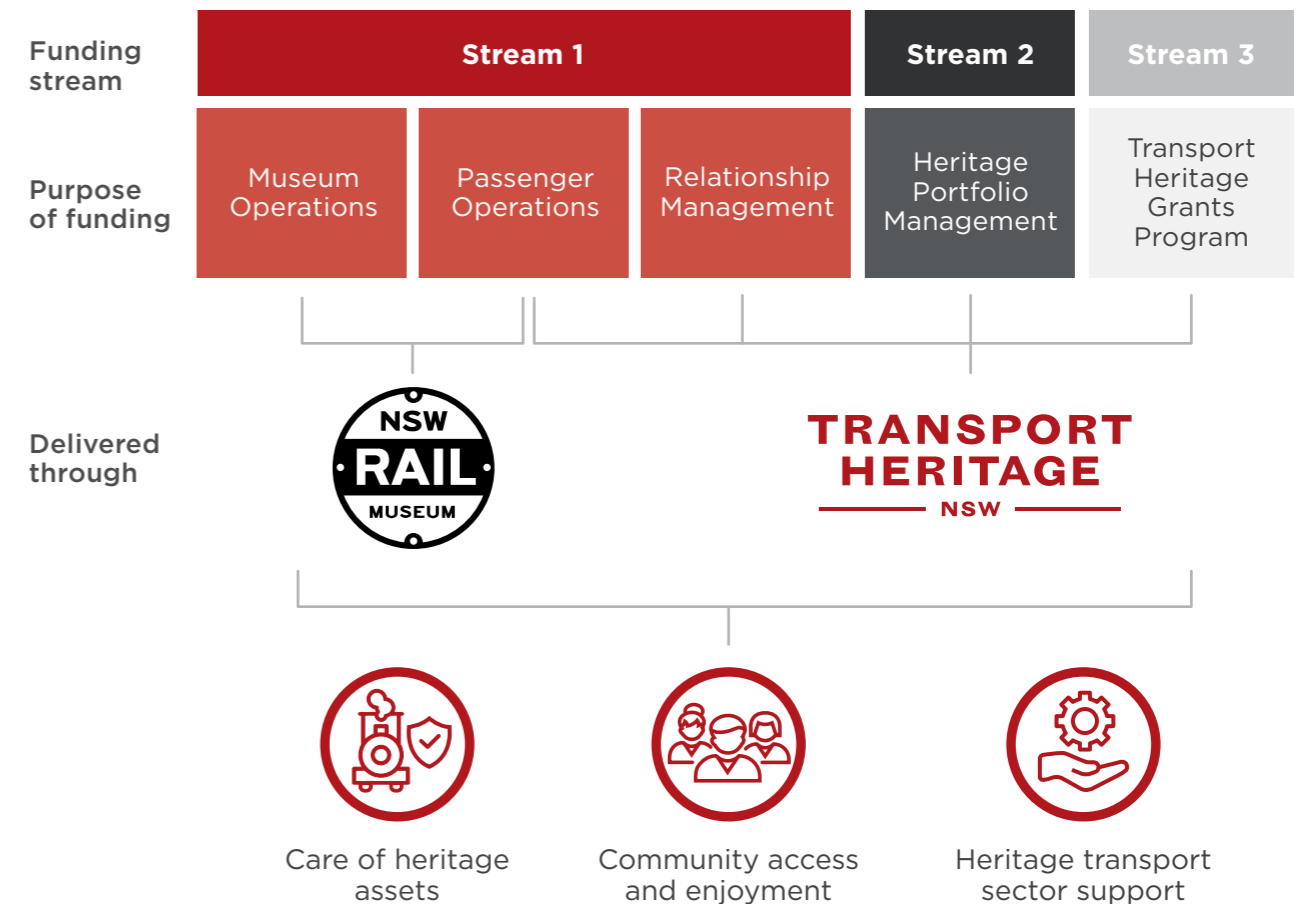 Funding
stream
Stream 1
Stream 2
Stream 3
Purpose
of funding
Museum
Operations
Passenger
Operations
Relationship
Management
Heritage
Portfolio
Management
Transport
Heritage
Grants
Program
Delivered
through
NSW
RAIL
MUSEUM
TRANSPORT
HERITAGE
NSW
Care of heritage
assets
Community access
and enjoyment
Heritage transport
sector support